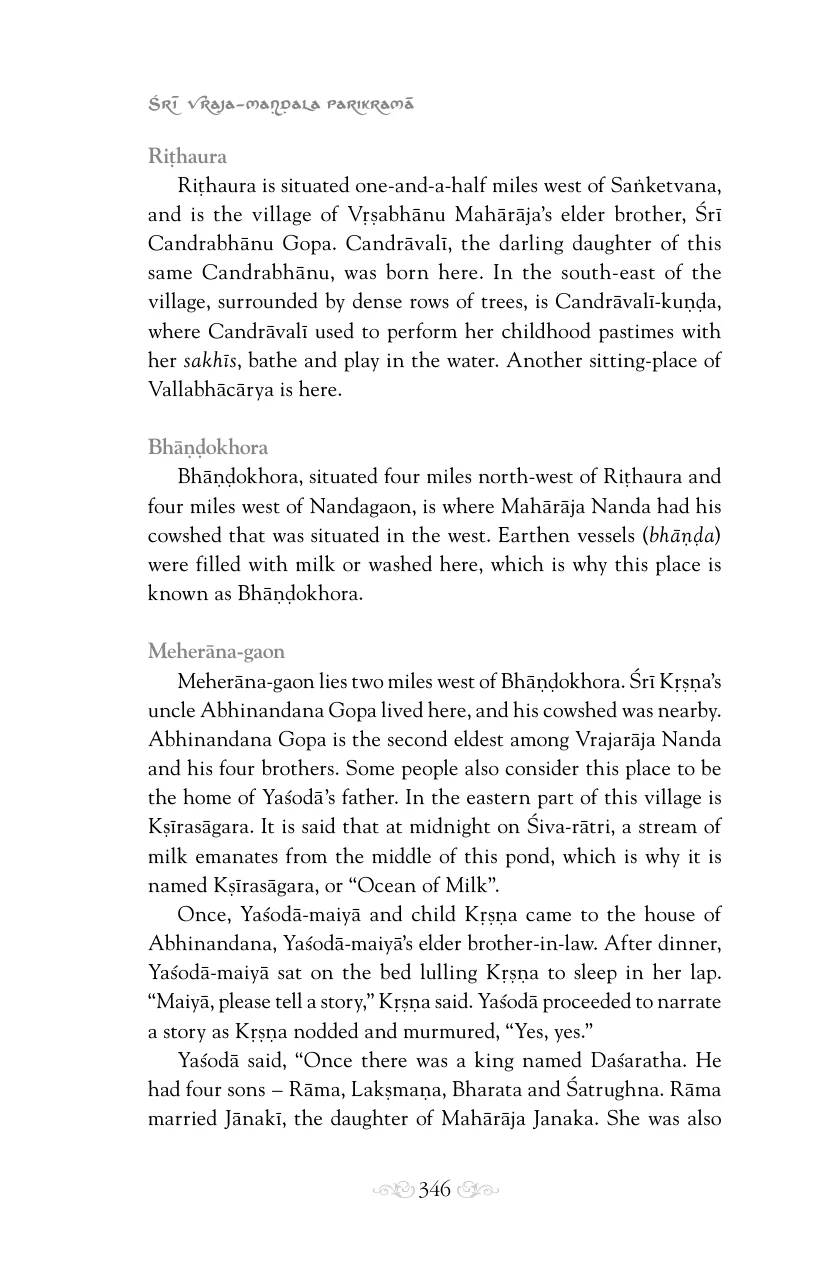 Śrī Vraja-maṇḍala Parikramā
Riṭhaura
Riṭhaura is situated one-and-a-half miles west of Saṅketvana,
and is the village of Vṛṣabhānu Mahārāja’s elder brother, Śrī
Candrabhānu Gopa. Candrāvalī, the darling daughter of this
same Candrabhānu, was born here. In the south-east of the
village, surrounded by dense rows of trees, is Candrāvalī-kuṇḍa,
where Candrāvalī used to perform her childhood pastimes with
her sakhīs, bathe and play in the water. Another sitting-place of
Vallabhācārya is here.
Bhāṇḍokhora
Bhāṇḍokhora, situated four miles north-west of Riṭhaura and
four miles west of Nandagaon, is where Mahārāja Nanda had his
cowshed that was situated in the west. Earthen vessels (bhāṇḍa)
were filled with milk or washed here, which is why this place is
known as Bhāṇḍokhora.
Meherāna-gaon
Meherāna-gaon lies two miles west of Bhāṇḍokhora. Śrī Kṛṣṇa’s
uncle Abhinandana Gopa lived here, and his cowshed was nearby.
Abhinandana Gopa is the second eldest among Vrajarāja Nanda
and his four brothers. Some people also consider this place to be
the home of Yaśodā’s father. In the eastern part of this village is
Kṣīrasāgara. It is said that at midnight on Śiva-rātri, a stream of
milk emanates from the middle of this pond, which is why it is
named Kṣīrasāgara, or “Ocean of Milk”.
Once, Yaśodā-maiyā and child Kṛṣṇa came to the house of
Abhinandana, Yaśodā-maiyā’s elder brother-in-law. After dinner,
Yaśodā-maiyā sat on the bed lulling Kṛṣṇa to sleep in her lap.
“Maiyā, please tell a story,” Kṛṣṇa said. Yaśodā proceeded to narrate
a story as Kṛṣṇa nodded and murmured, “Yes, yes.”
Yaśodā said, “Once there was a king named Daśaratha. He
had four sons – Rāma, Lakṣmaṇa, Bharata and Śatrughna. Rāma
married Jānakī, the daughter of Mahārāja Janaka. She was also
346